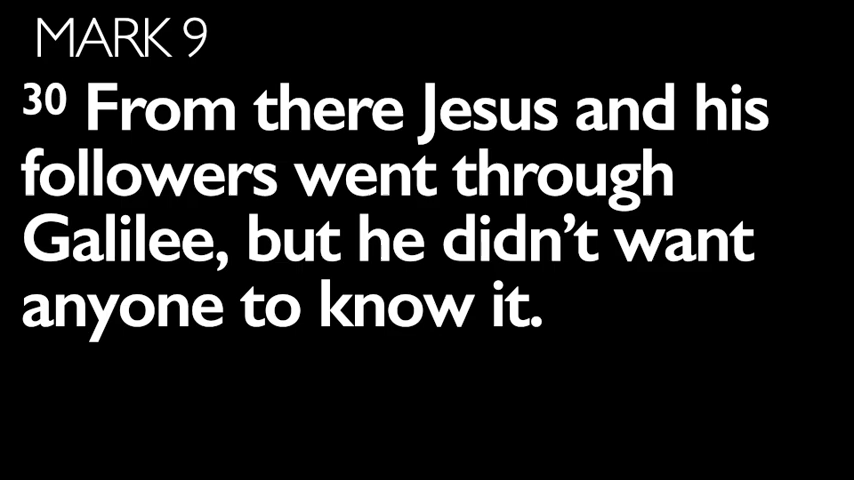 MARK 9
30 From there Jesus and his
followers went through
Galilee, but he didn’t want
anyone to know it.